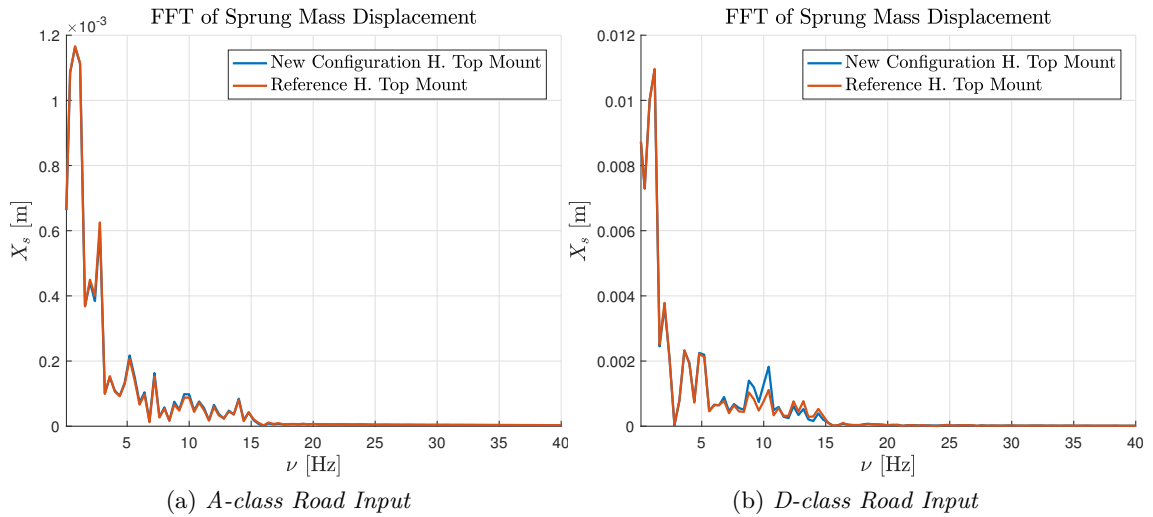 FFT of Sprung Mass Displacement
×10⁻³
1.2
1
0.8
0.6
0.4
0.2
0
5
10
15
20
25
30
35
40
X_s [m]
ν [Hz]
New Configuration H. Top Mount
Reference H. Top Mount
(a) A-class Road Input
FFT of Sprung Mass Displacement
0.012
0.01
0.008
0.006
0.004
0.002
0
5
10
15
20
25
30
35
40
X_s [m]
ν [Hz]
New Configuration H. Top Mount
Reference H. Top Mount
(b) D-class Road Input